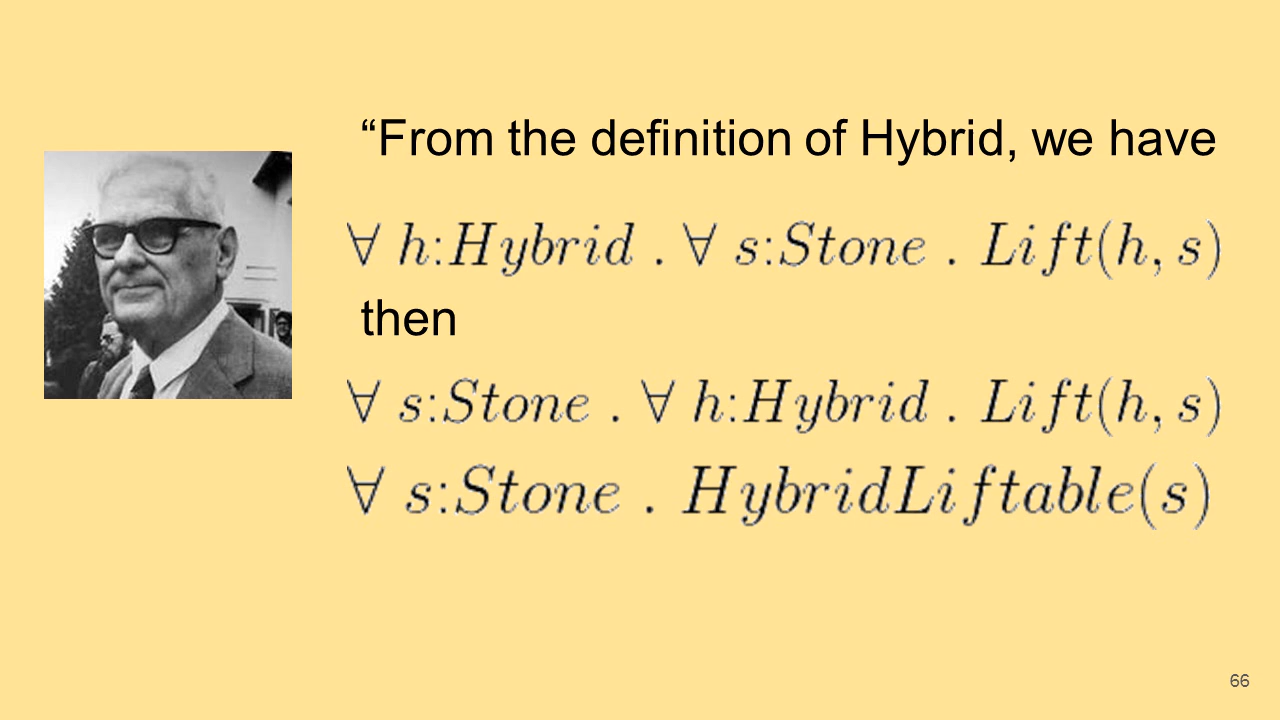 “From the definition of Hybrid, we have
∀ h:Hybrid . ∀ s:Stone . Lift(h, s)
then
∀ s:Stone . ∀ h:Hybrid . Lift(h, s)
∀ s:Stone . HybridLiftable(s)
66